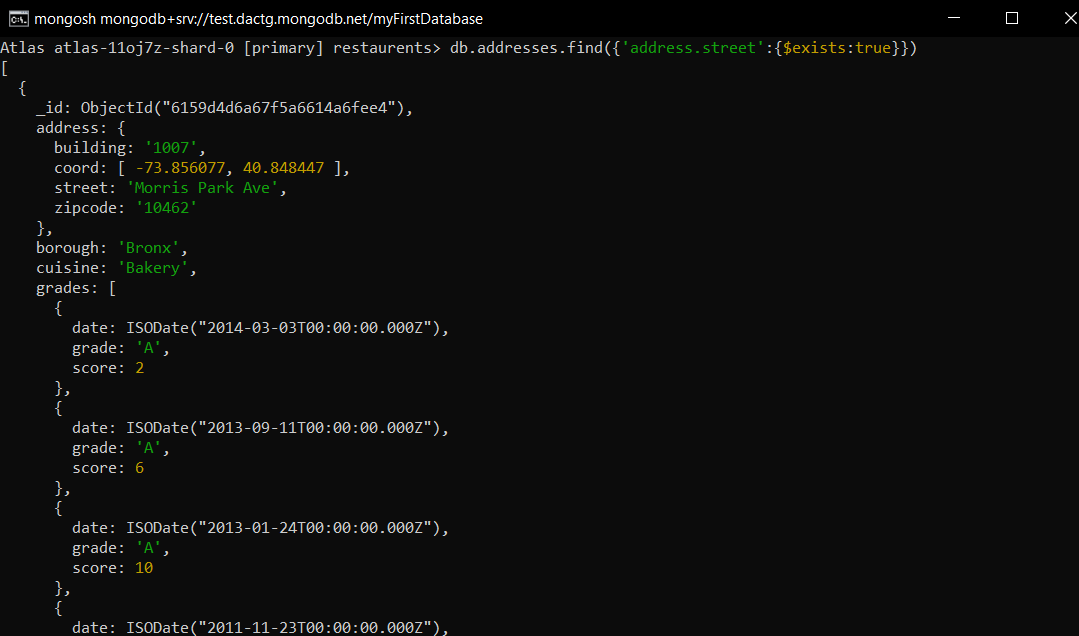 mongosh mongodb+srv://test.dactg.mongodb.net/myFirstDatabase
Atlas atlas-11oj7z-shard-0 [primary] restaurents> db.addresses.find({'address.street':{$exists:true}})
[
  {
    _id: ObjectId("6159d4d6a67f5a6614a6fee4"),
    address: {
      building: '1007',
      coord: [ -73.856077, 40.848447 ],
      street: 'Morris Park Ave',
      zipcode: '10462'
    },
    borough: 'Bronx',
    cuisine: 'Bakery',
    grades: [
      {
        date: ISODate("2014-03-03T00:00:00.000Z"),
        grade: 'A',
        score: 2
      },
      {
        date: ISODate("2013-09-11T00:00:00.000Z"),
        grade: 'A',
        score: 6
      },
      {
        date: ISODate("2013-01-24T00:00:00.000Z"),
        grade: 'A',
        score: 10
      },
      {
        date: ISODate("2011-11-23T00:00:00.000Z"),